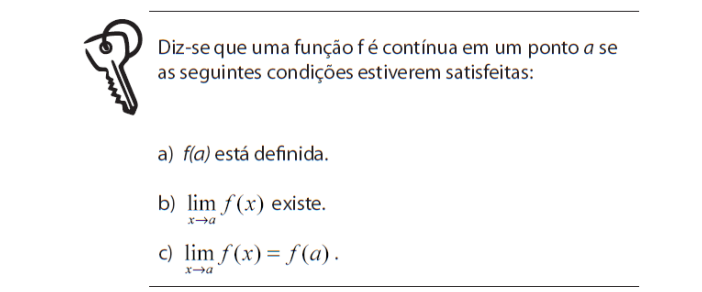 Diz-se que uma função f é contínua em um ponto a se
as seguintes condições estiverem satisfeitas:
a) f(a) está definida.
b) lim f(x) existe.
x→a
c) lim f(x) = f(a).
x→a